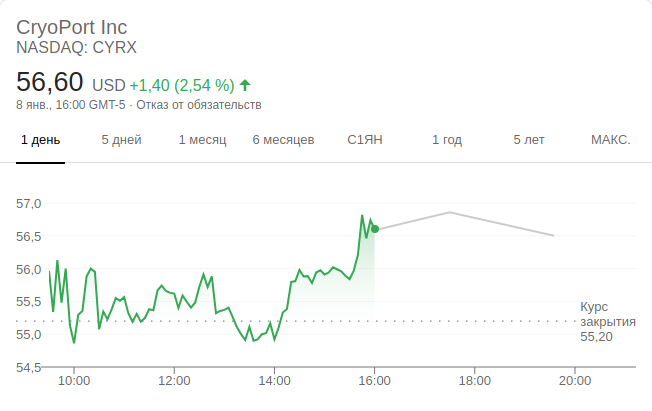 CryoPort Inc
NASDAQ: CYRX
56,60 USD +1,40 (2,54 %)
8 янв., 16:00 GMT-5 · Отказ от обязательств
1 день 5 дней 1 месяц 6 месяцев С1ЯН 1 год 5 лет МАКС.
57,0
56,5
56,0
55,5
55,0
54,5
Курс
закрытия
55,20
10:00 12:00 14:00 16:00 18:00 20:00